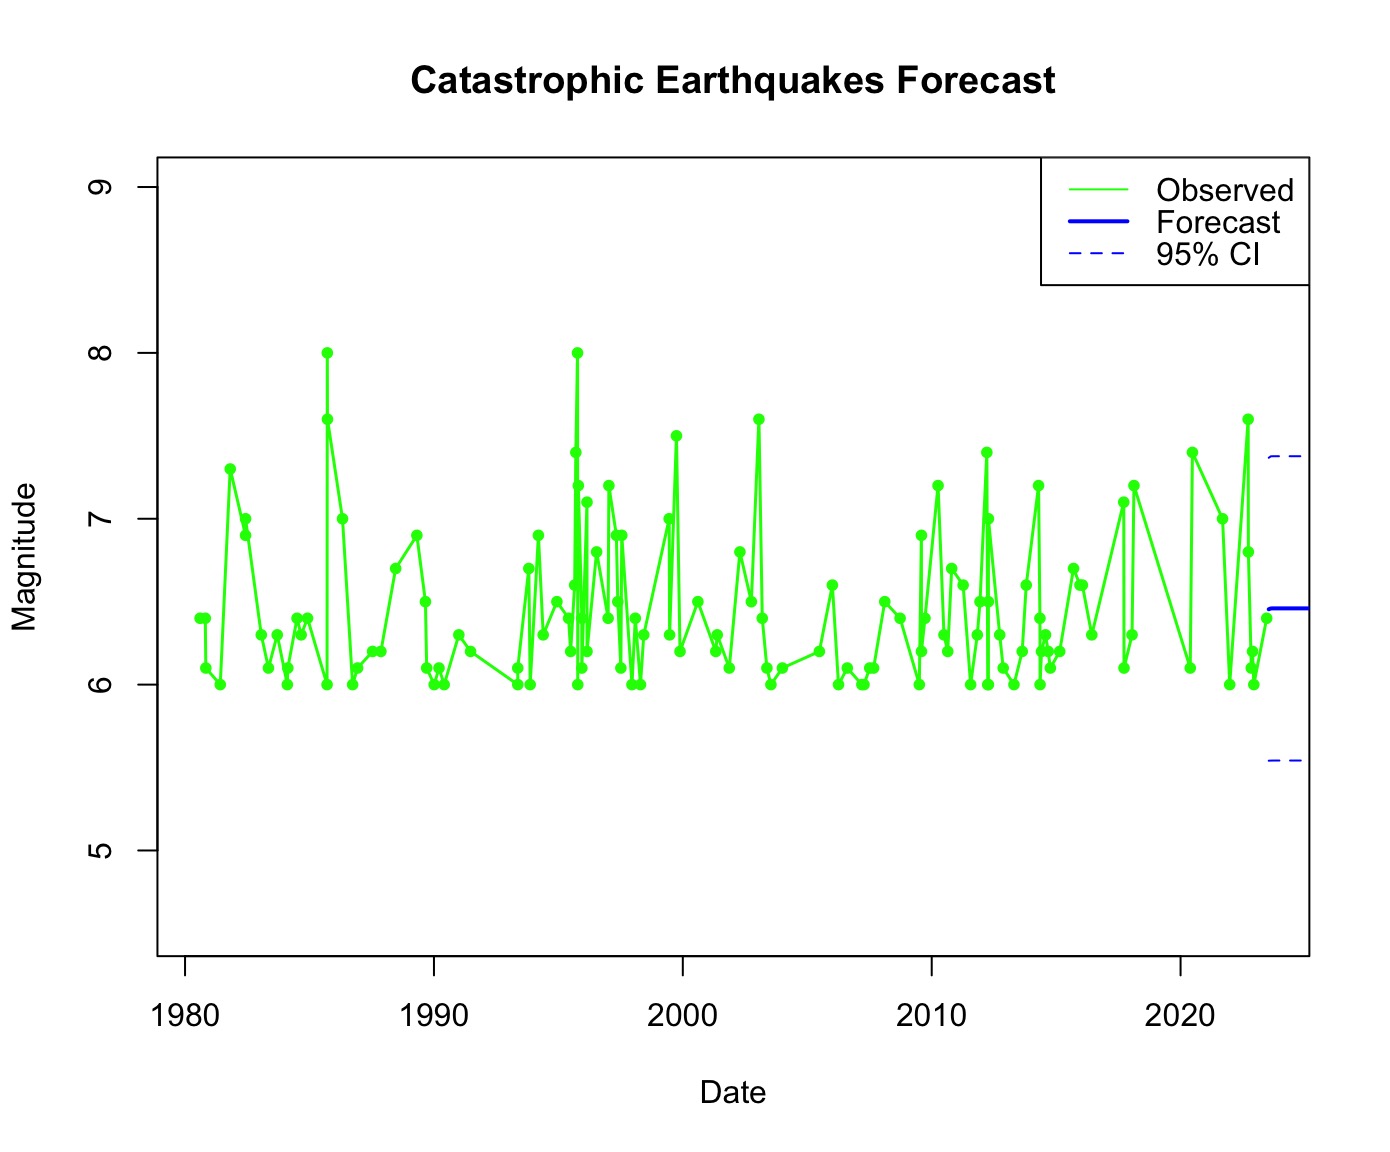 Catastrophic Earthquakes Forecast
Observed
Forecast
95% CI
Magnitude
9
8
7
6
5
1980 1990 2000 2010 2020
Date